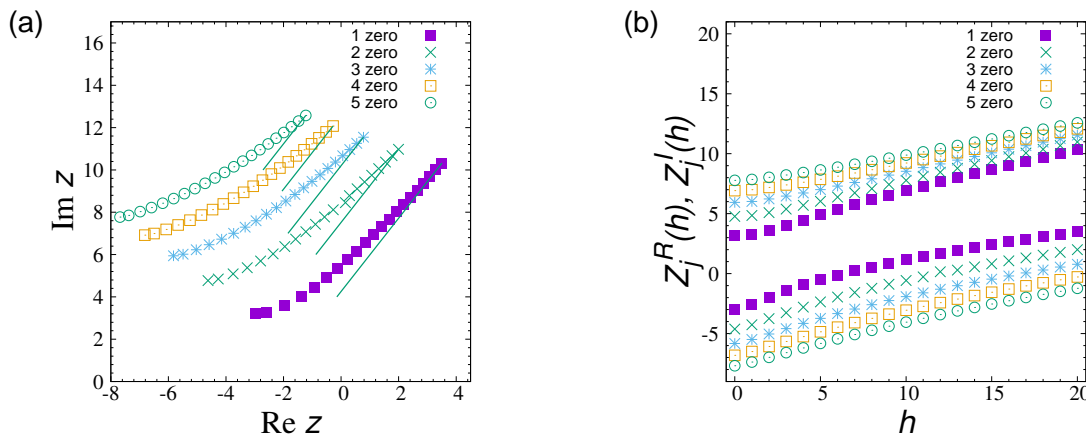 (a)
Im z
16
14
12
10
8
6
4
2
0
-8
-6
-4
-2
0
2
4
Re z
1 zero
2 zero
3 zero
4 zero
5 zero
(b)
z_j^R(h), z_j^I(h)
20
15
10
5
0
-5
0
5
10
15
20
h
1 zero
2 zero
3 zero
4 zero
5 zero